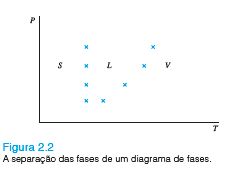 P
S L V
T
Figura 2.2
A separação das fases de um diagrama de fases.